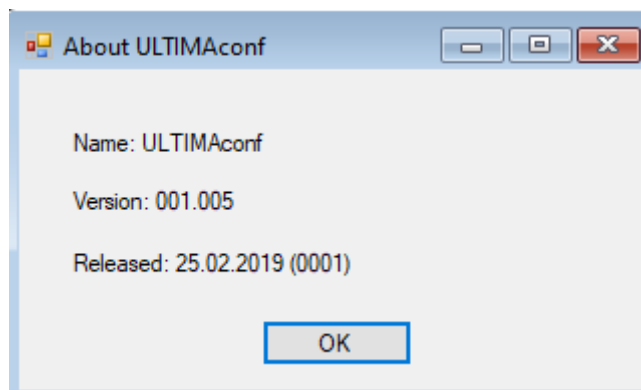 About ULTIMAconf
Name: ULTIMAconf
Version: 001.005
Released: 25.02.2019 (0001)
OK